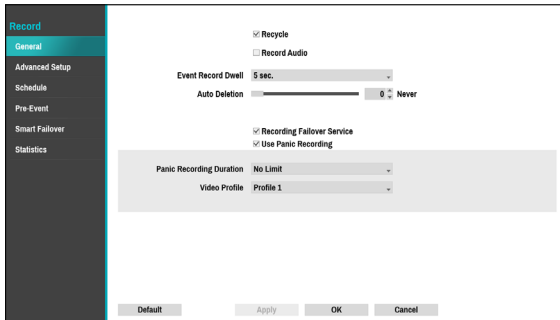 Record
General
Advanced Setup
Schedule
Pre-Event
Smart Failover
Statistics
Recycle
Record Audio
Event Record Dwell 5 sec.
Auto Deletion 0 Never
Recording Failover Service
Use Panic Recording
Panic Recording Duration No Limit
Video Profile Profile 1
Default Apply OK Cancel